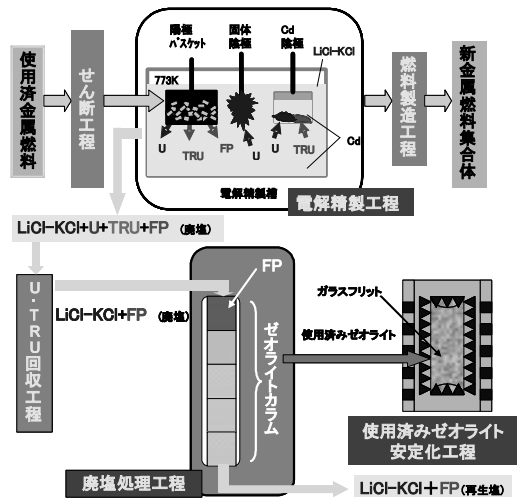 使用済金属燃料
せん断工程
陽極
バスケット
固体
陰極
Cd
陰極
LiCl-KCl
773K
U
TRU
FP
U
U
TRU
Cd
電解精製槽
電解精製工程
燃料製造工程
新金属燃料集合体
LiCl-KCl+U+TRU+FP (廃塩)
U・TRU回収工程
LiCl-KCl+FP (廃塩)
FP
ゼオライトカラム
廃塩処理工程
ガラスフリット
使用済みゼオライト
使用済みゼオライト
安定化工程
LiCl-KCl+FP(再生塩)